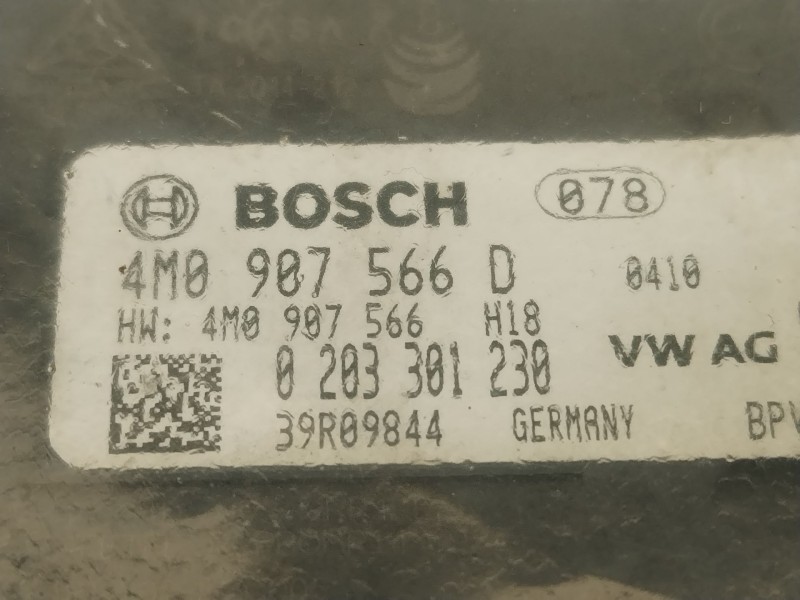 BOSCH 078
4M0 907 566 D 0410
HW: 4M0 907 566 H18
0 203 301 230 VW AG
39R09844 GERMANY BPV